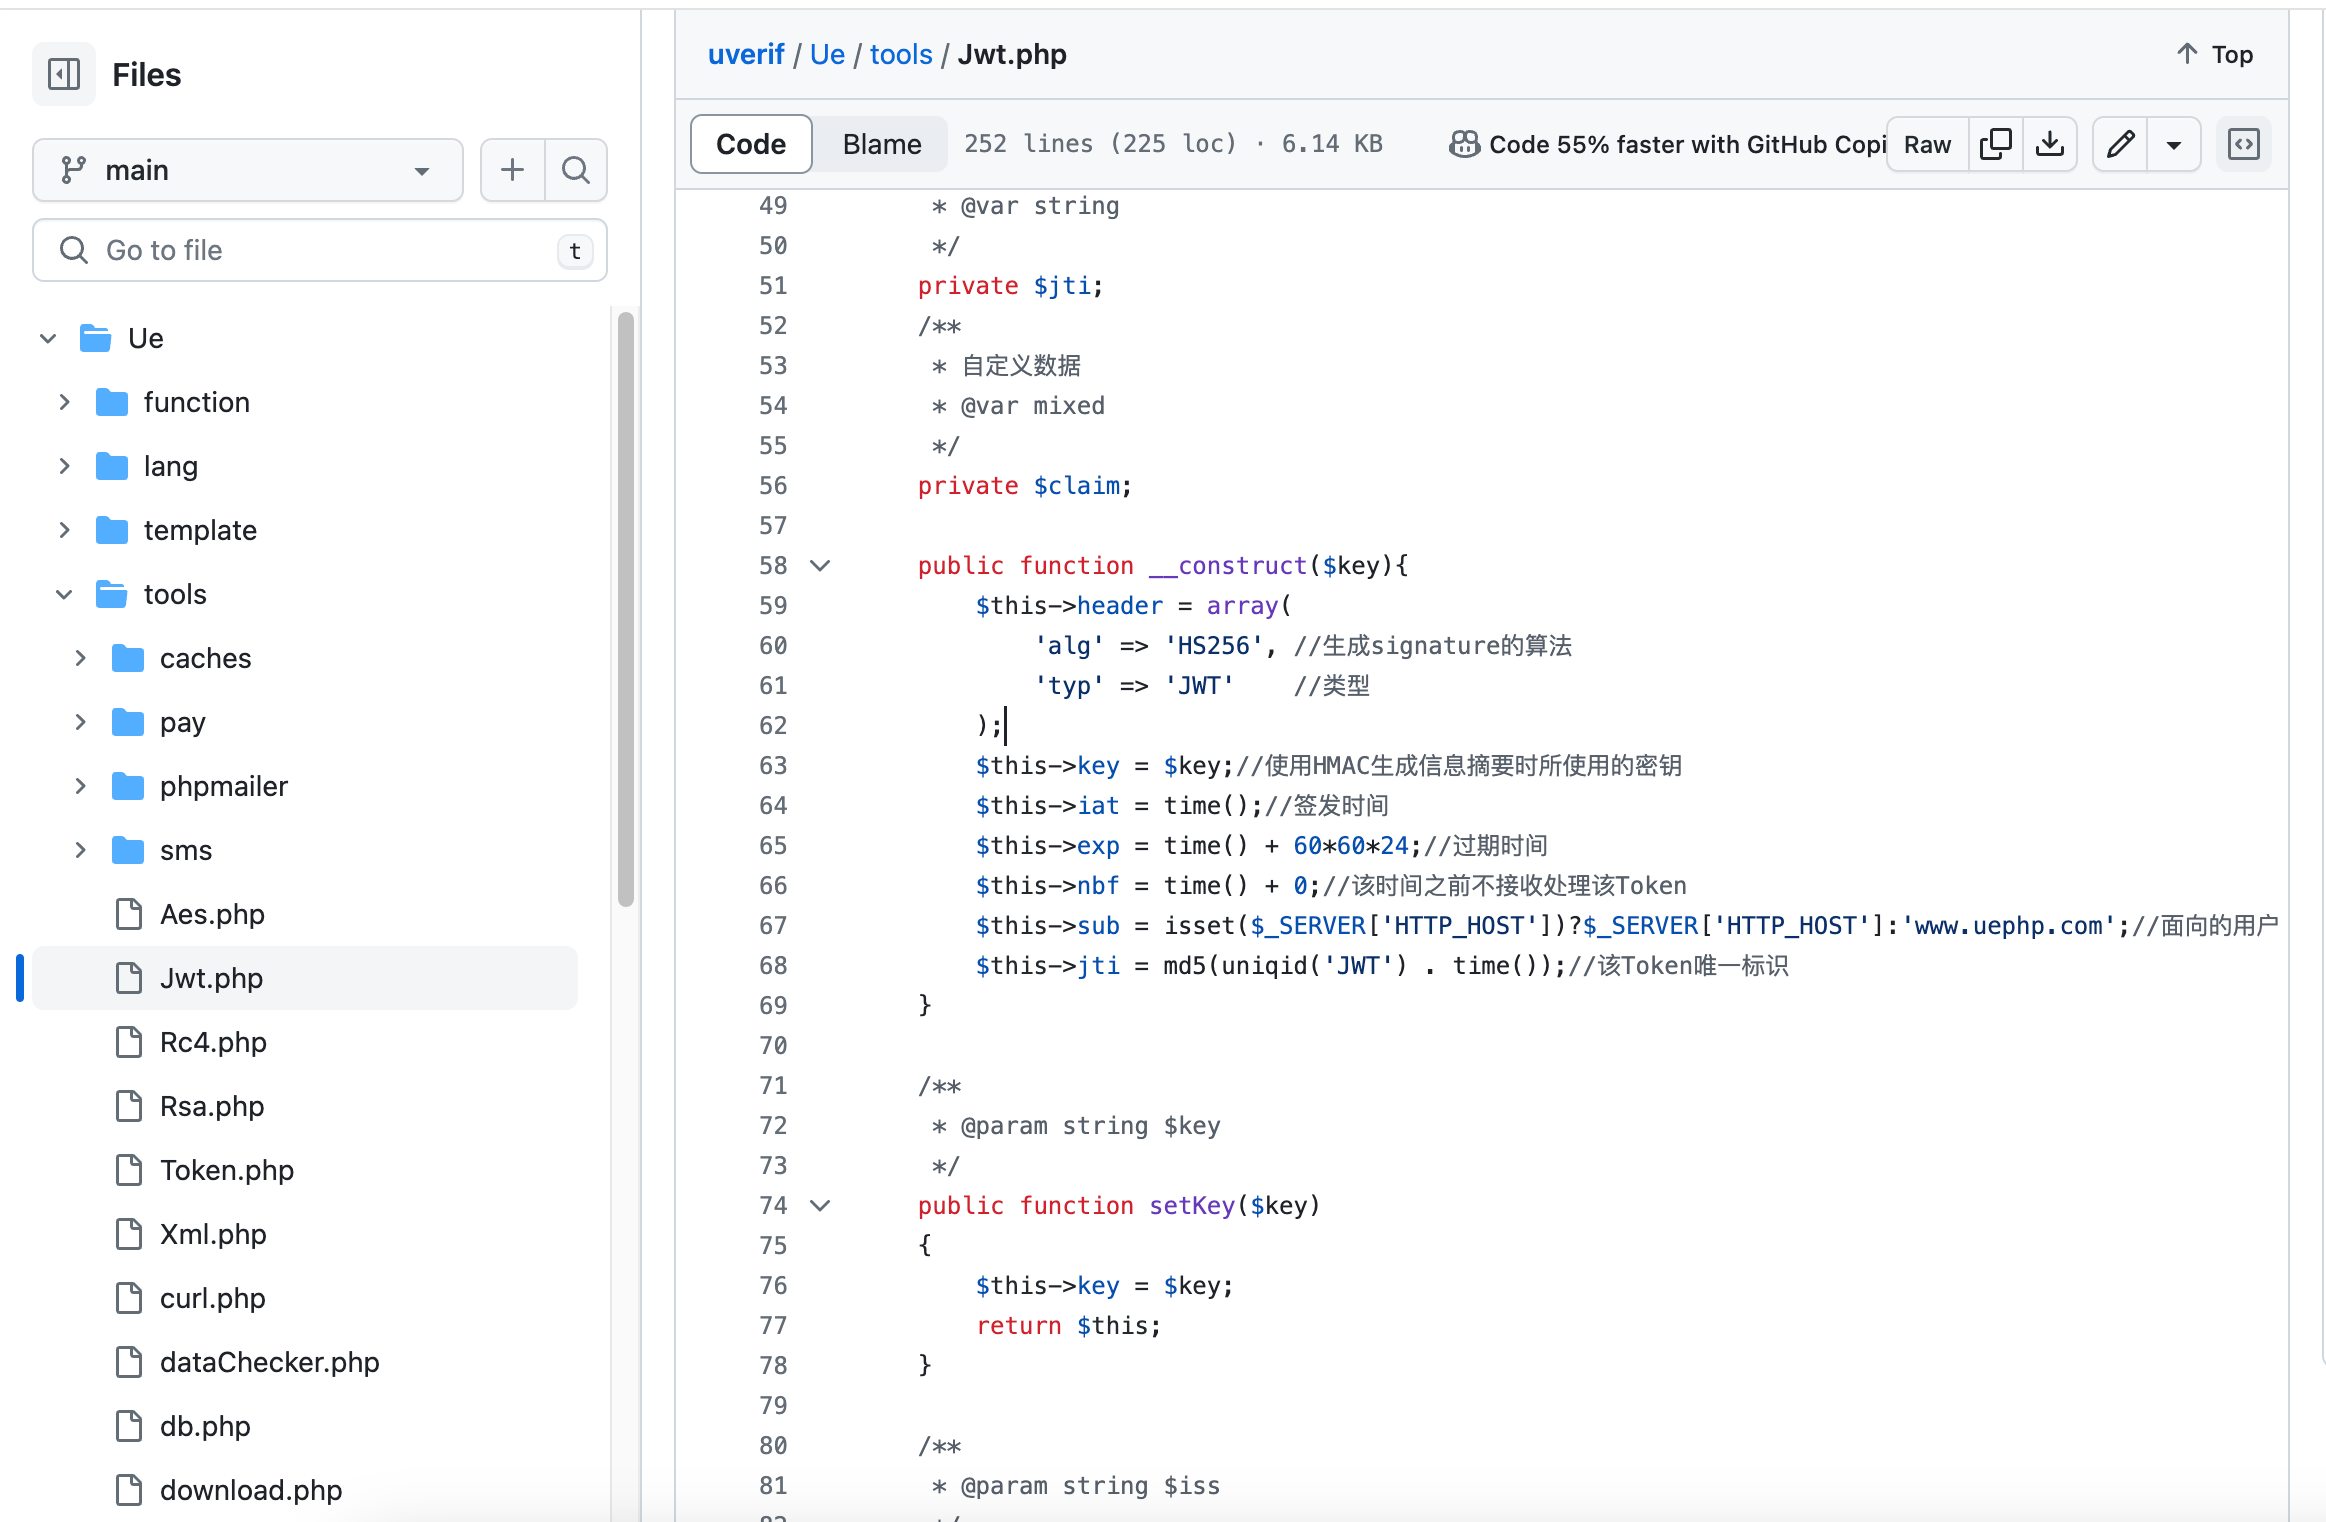 Files
main
Go to file
t
Ue
function
lang
template
tools
caches
pay
phpmailer
sms
Aes.php
Jwt.php
Rc4.php
Rsa.php
Token.php
Xml.php
curl.php
dataChecker.php
db.php
download.php
uverif / Ue / tools / Jwt.php
Top
Code
Blame
252 lines (225 loc) · 6.14 KB
Code 55% faster with GitHub Copi
Raw
49 * @var string
50 */
51 private $jti;
52 /**
53 * 自定义数据
54 * @var mixed
55 */
56 private $claim;
57
58 public function __construct($key){
59 $this->header = array(
60 'alg' => 'HS256', //生成signature的算法
61 'typ' => 'JWT' //类型
62 );
63 $this->key = $key;//使用HMAC生成信息摘要时所使用的密钥
64 $this->iat = time();//签发时间
65 $this->exp = time() + 60*60*24;//过期时间
66 $this->nbf = time() + 0;//该时间之前不接收处理该Token
67 $this->sub = isset($_SERVER['HTTP_HOST'])?$_SERVER['HTTP_HOST']:'www.uephp.com';//面向的用户
68 $this->jti = md5(uniqid('JWT') . time());//该Token唯一标识
69 }
70
71 /**
72 * @param string $key
73 */
74 public function setKey($key)
75 {
76 $this->key = $key;
77 return $this;
78 }
79
80 /**
81 * @param string $iss